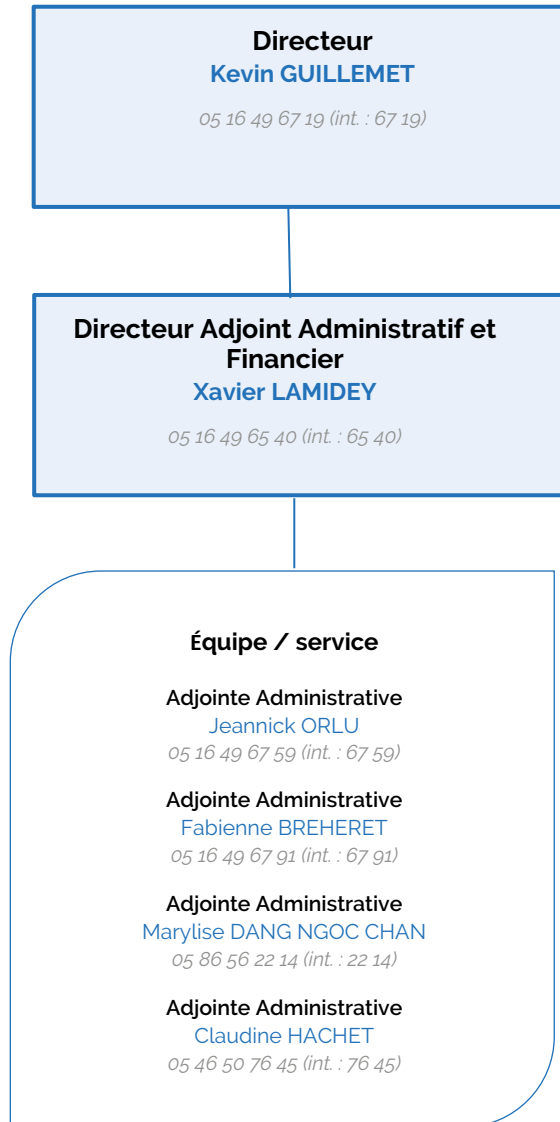 Directeur
Kevin GUILLEMET
05 16 49 67 19 (int. : 67 19)
Directeur Adjoint Administratif et
Financier
Xavier LAMIDEY
05 16 49 65 40 (int. : 65 40)
Équipe / service
Adjointe Administrative
Jeannick ORLU
05 16 49 67 59 (int. : 67 59)
Adjointe Administrative
Fabienne BREHERET
05 16 49 67 91 (int. : 67 91)
Adjointe Administrative
Marylise DANG NGOC CHAN
05 86 56 22 14 (int. : 22 14)
Adjointe Administrative
Claudine HACHET
05 46 50 76 45 (int. : 76 45)